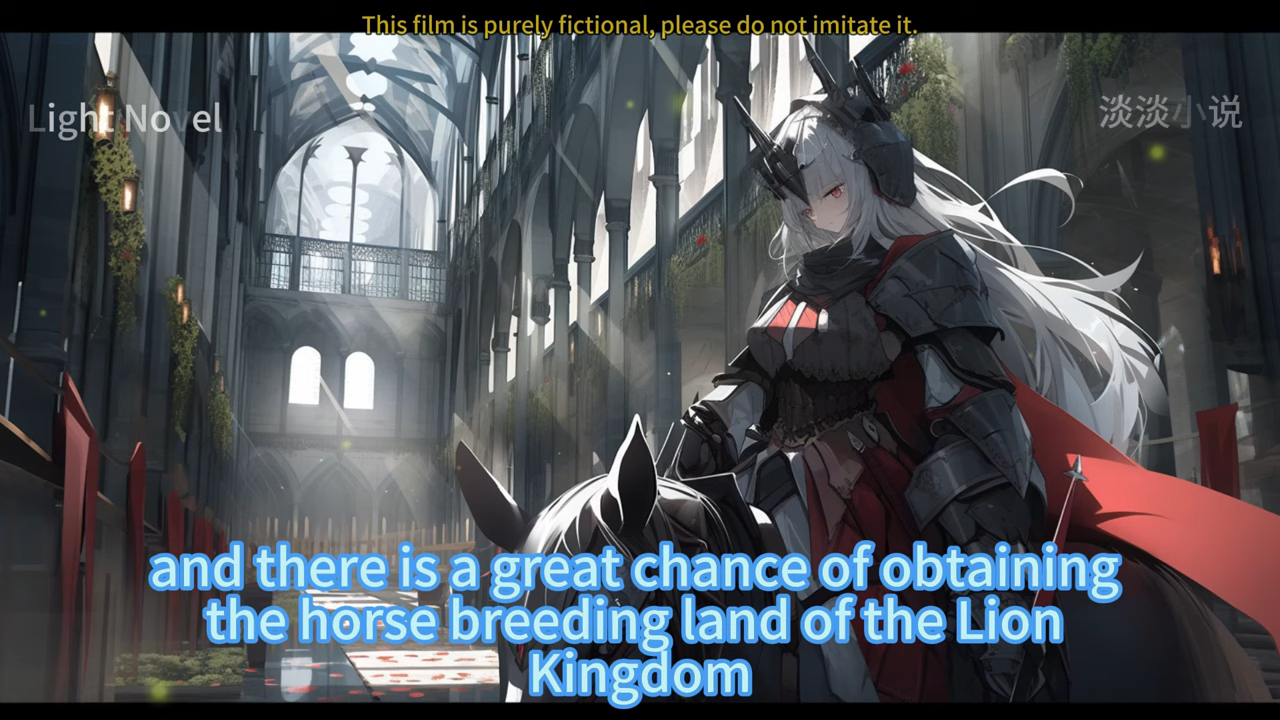 This film is purely fictional, please do not imitate it.
Light Novel
淡淡小说
and there is a great chance of obtaining
the horse breeding land of the Lion
Kingdom